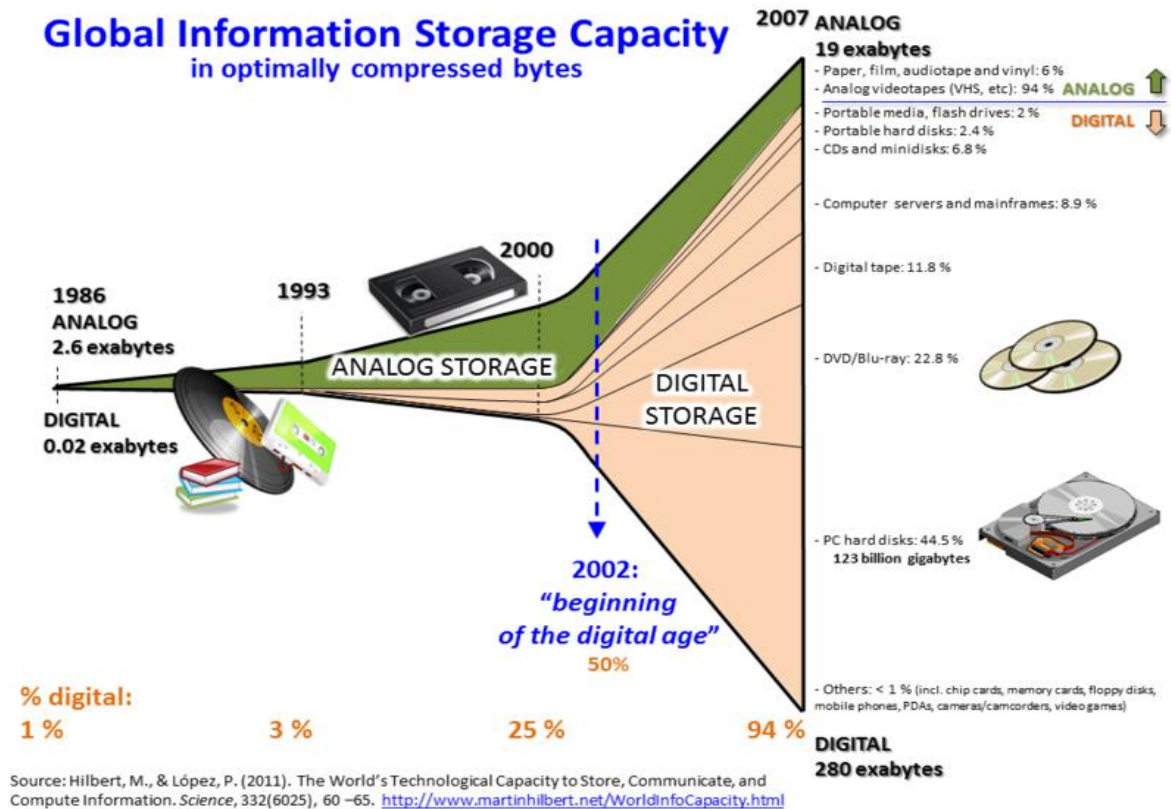 Global Information Storage Capacity
in optimally compressed bytes
2007
ANALOG
19 exabytes
- Paper, film, audiotape and vinyl: 6 %
- Analog videotapes (VHS, etc): 94 %
ANALOG
- Portable media, flash drives: 2 %
DIGITAL
- Portable hard disks: 2.4 %
- CDs and minidisks: 6.8 %
- Computer servers and mainframes: 8.9 %
- Digital tape: 11.8 %
- DVD/Blu-ray: 22.8 %
- PC hard disks: 44.5 %
123 billion gigabytes
- Others: < 1 % (incl. chip cards, memory cards, floppy disks,
mobile phones, PDAs, cameras/camcorders, video games)
DIGITAL
280 exabytes
2000
1993
1986
ANALOG
2.6 exabytes
DIGITAL
0.02 exabytes
ANALOG STORAGE
DIGITAL
STORAGE
2002:
“beginning
of the digital age”
50%
% digital:
1 %
3 %
25 %
94 %
Source: Hilbert, M., & López, P. (2011). The World’s Technological Capacity to Store, Communicate, and
Compute Information. Science, 332(6025), 60 –65. http://www.martinhilbert.net/WorldInfoCapacity.html